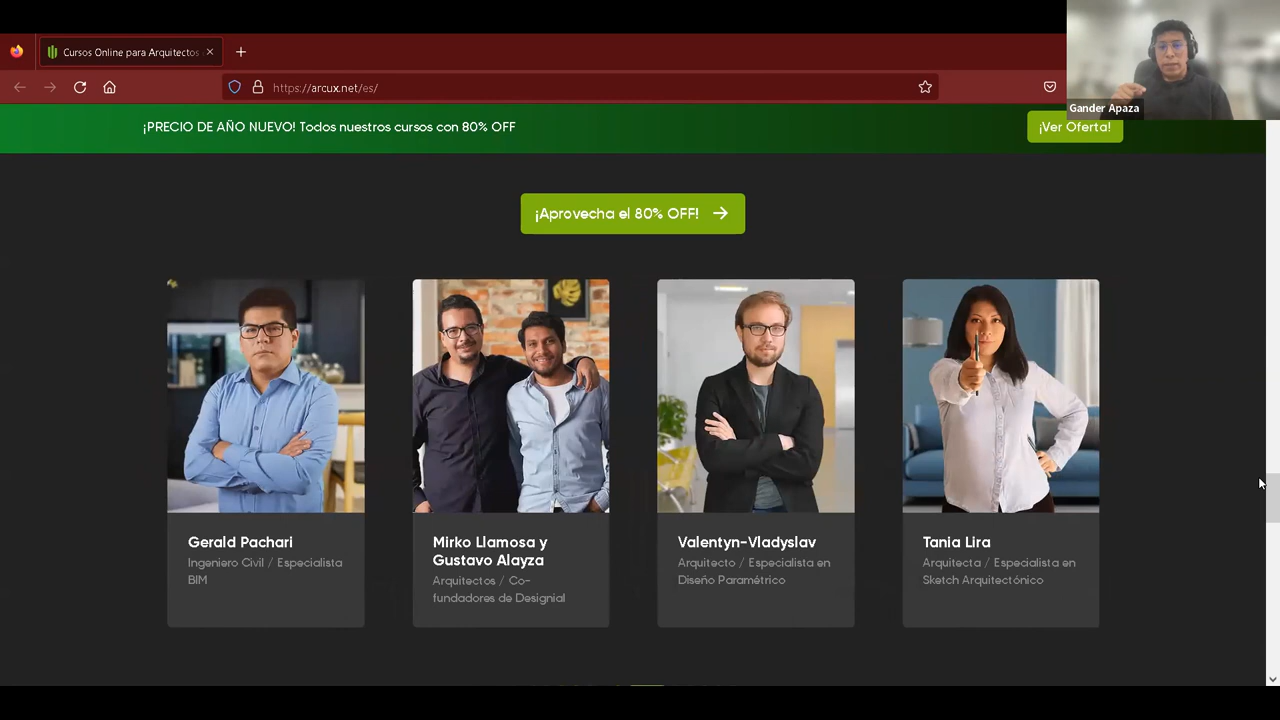 Cursos Online para Arquitectos
https://arcux.net/es/
Gander Apaza
¡PRECIO DE AÑO NUEVO! Todos nuestros cursos con 80% OFF
¡Ver Oferta!
¡Aprovecha el 80% OFF!
Gerald Pachari
Ingeniero Civil / Especialista
BIM
Mirko Llamosa y
Gustavo Alayza
Arquitectos / Co-
fundadores de Designial
Valentyn-Vladyslav
Arquitecto / Especialista en
Diseño Paramétrico
Tania Lira
Arquitecta / Especialista en
Sketch Arquitectónico